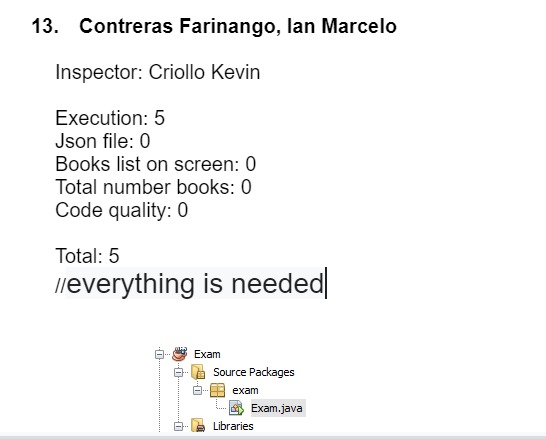 13. Contreras Farinango, Ian Marcelo
Inspector: Criollo Kevin
Execution: 5
Json file: 0
Books list on screen: 0
Total number books: 0
Code quality: 0
Total: 5
//everything is needed
Exam
Source Packages
exam
Exam.java
Libraries